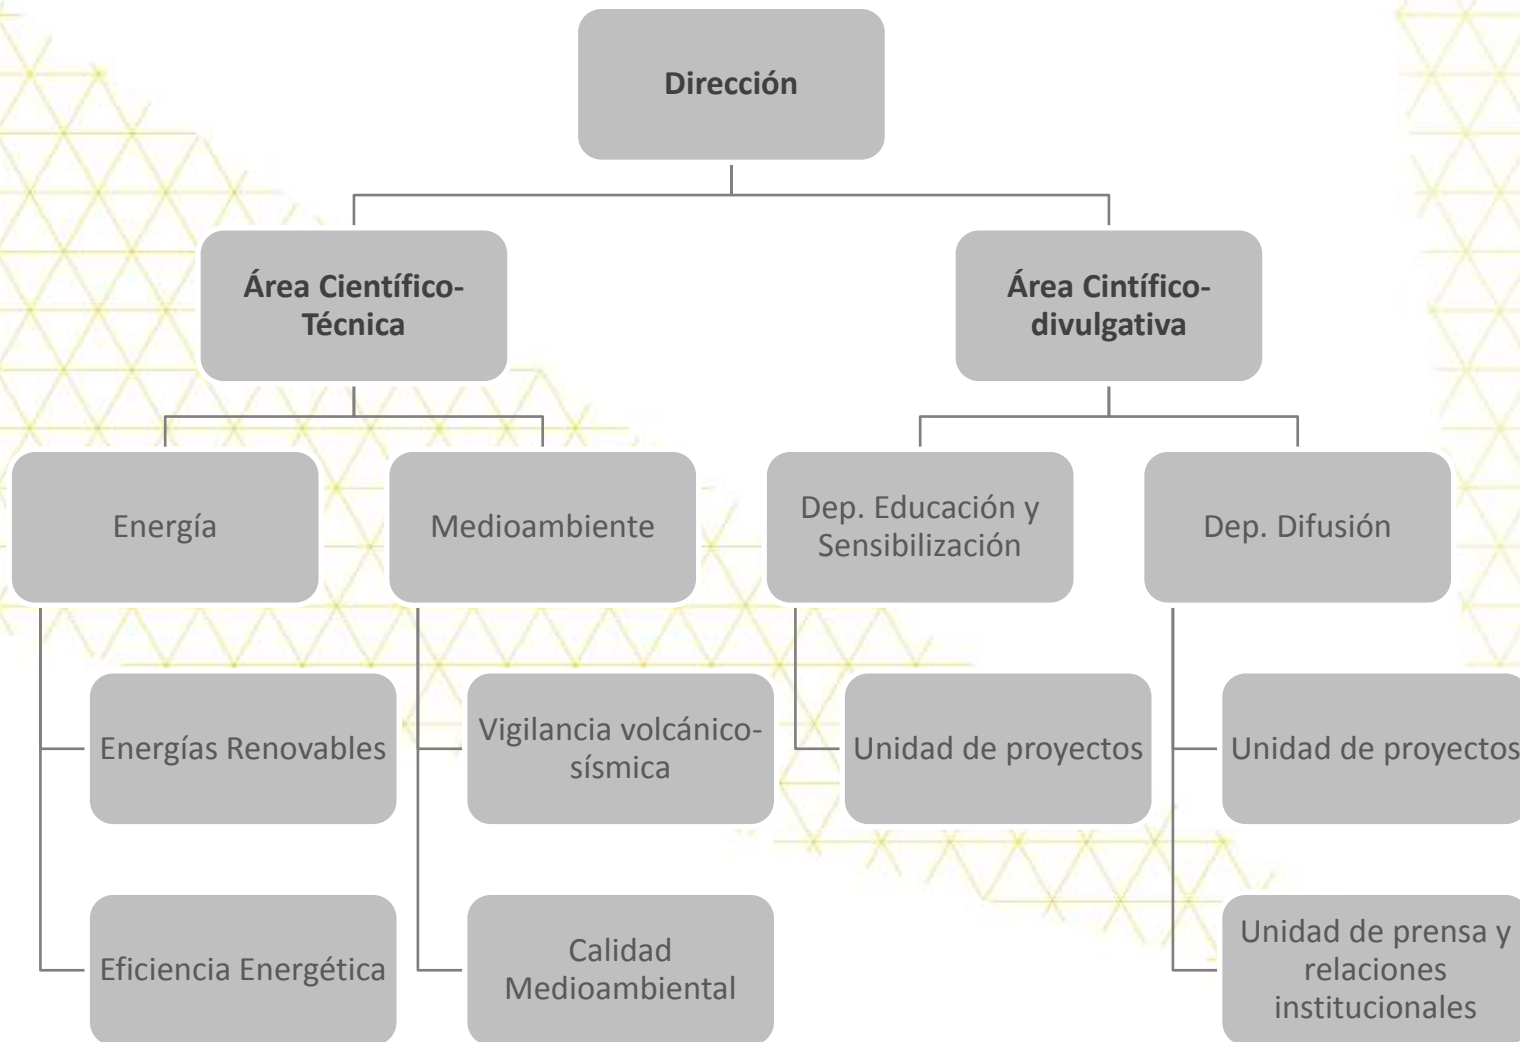 Dirección
Área Científico-
Técnica
Área Cintífico-
divulgativa
Energía
Medioambiente
Dep. Educación y
Sensibilización
Dep. Difusión
Energías Renovables
Vigilancia volcánico-
sísmica
Unidad de proyectos
Unidad de proyectos
Eficiencia Energética
Calidad
Medioambiental
Unidad de prensa y
relaciones
institucionales